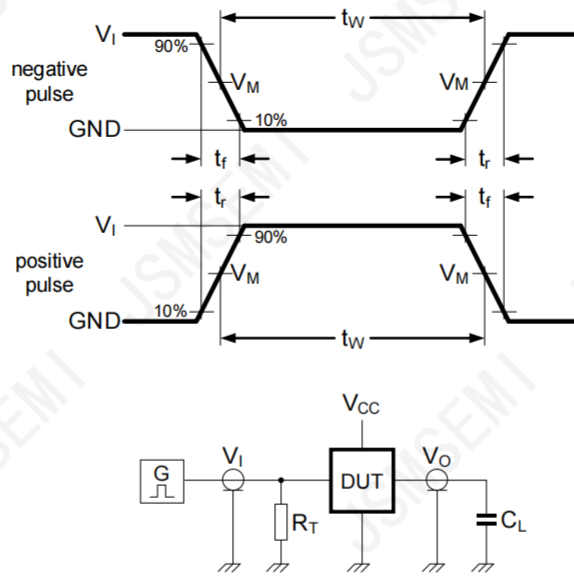 tW
VI
90%
negative
pulse
VM
VM
10%
GND
tf
tr
tr
tf
VI
90%
positive
pulse
VM
VM
10%
GND
tW
VCC
VI
VO
G
DUT
RT
CL
JSMSEMI
JSMSEMI
JSMSEMI
JSMSEMI